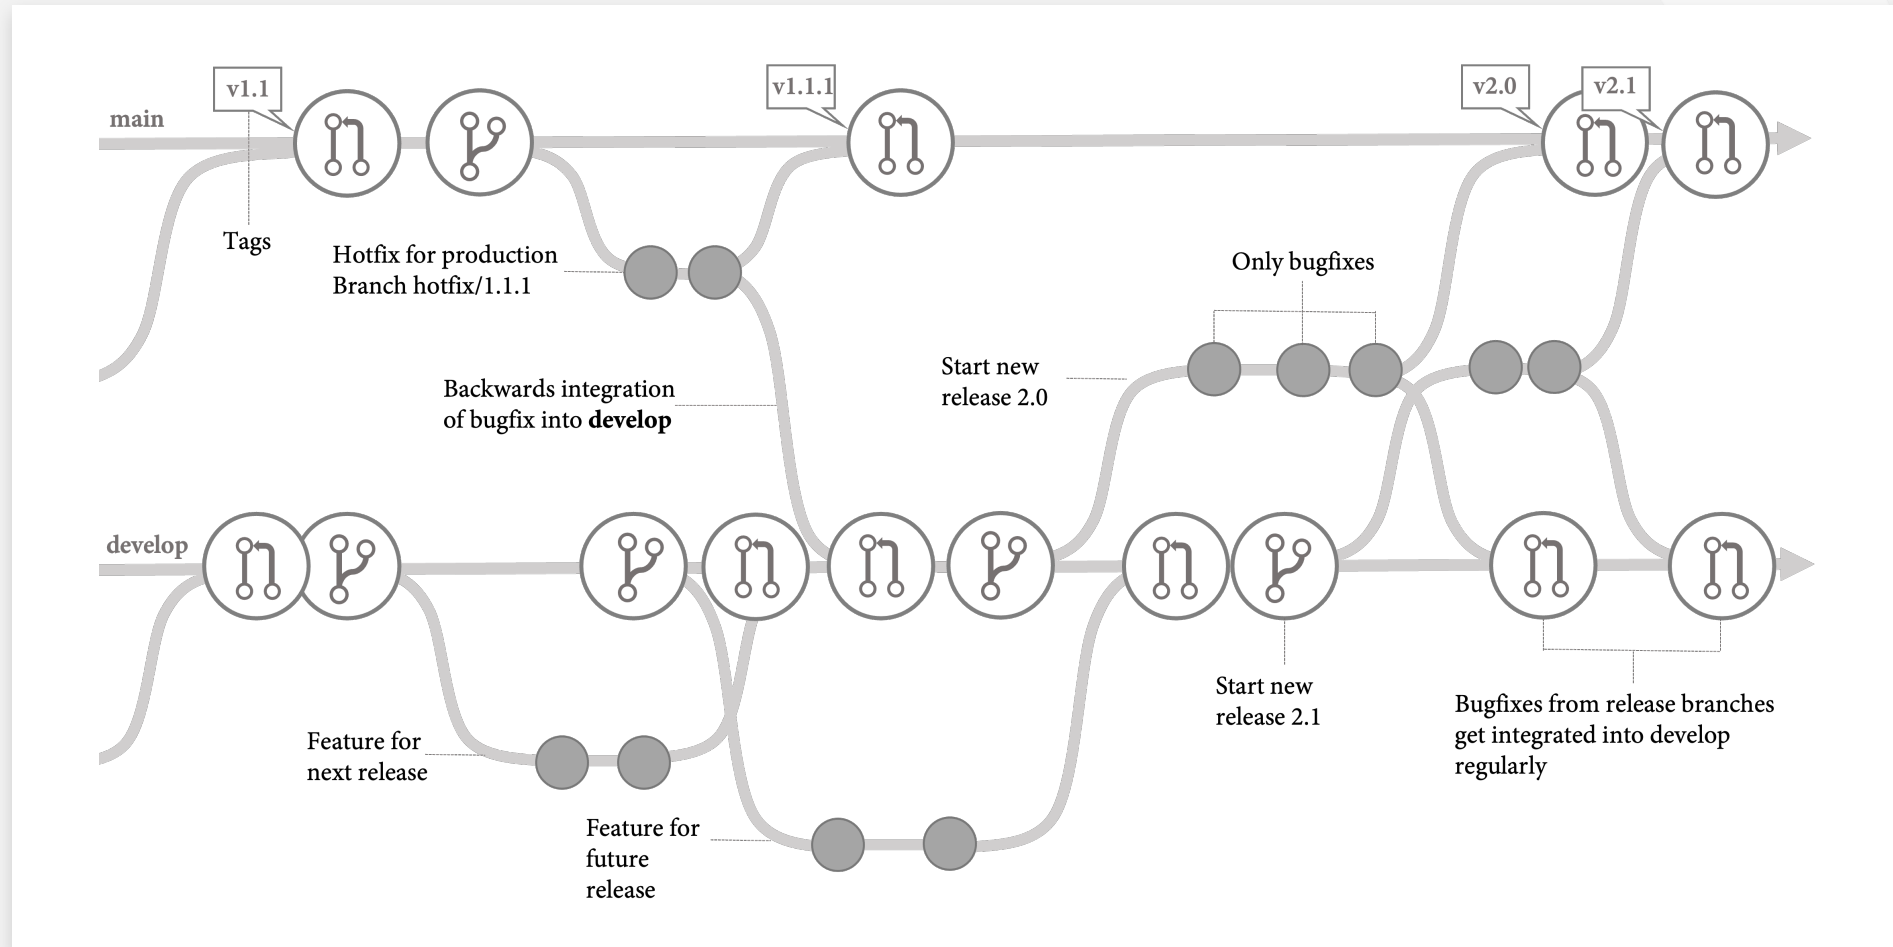 v1.1
v1.1.1
v2.0
v2.1
main
Tags
Hotfix for production
Branch hotfix/1.1.1
Only bugfixes
Start new
release 2.0
Backwards integration
of bugfix into develop
develop
Start new
release 2.1
Bugfixes from release branches
get integrated into develop
regularly
Feature for
next release
Feature for
future
release